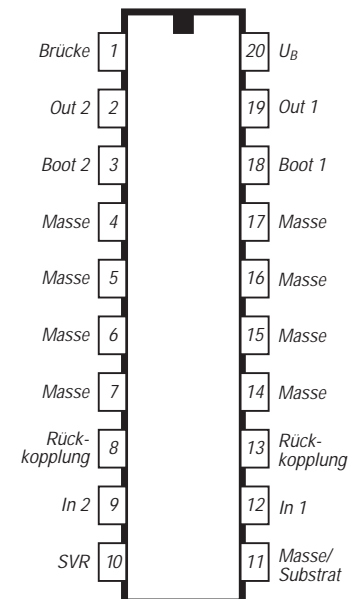 Brücke 1 20 U_B
Out 2 2 19 Out 1
Boot 2 3 18 Boot 1
Masse 4 17 Masse
Masse 5 16 Masse
Masse 6 15 Masse
Masse 7 14 Masse
Rück-
kopplung 8 13 Rück-
kopplung
In 2 9 12 In 1
SVR 10 11 Masse/
Substrat